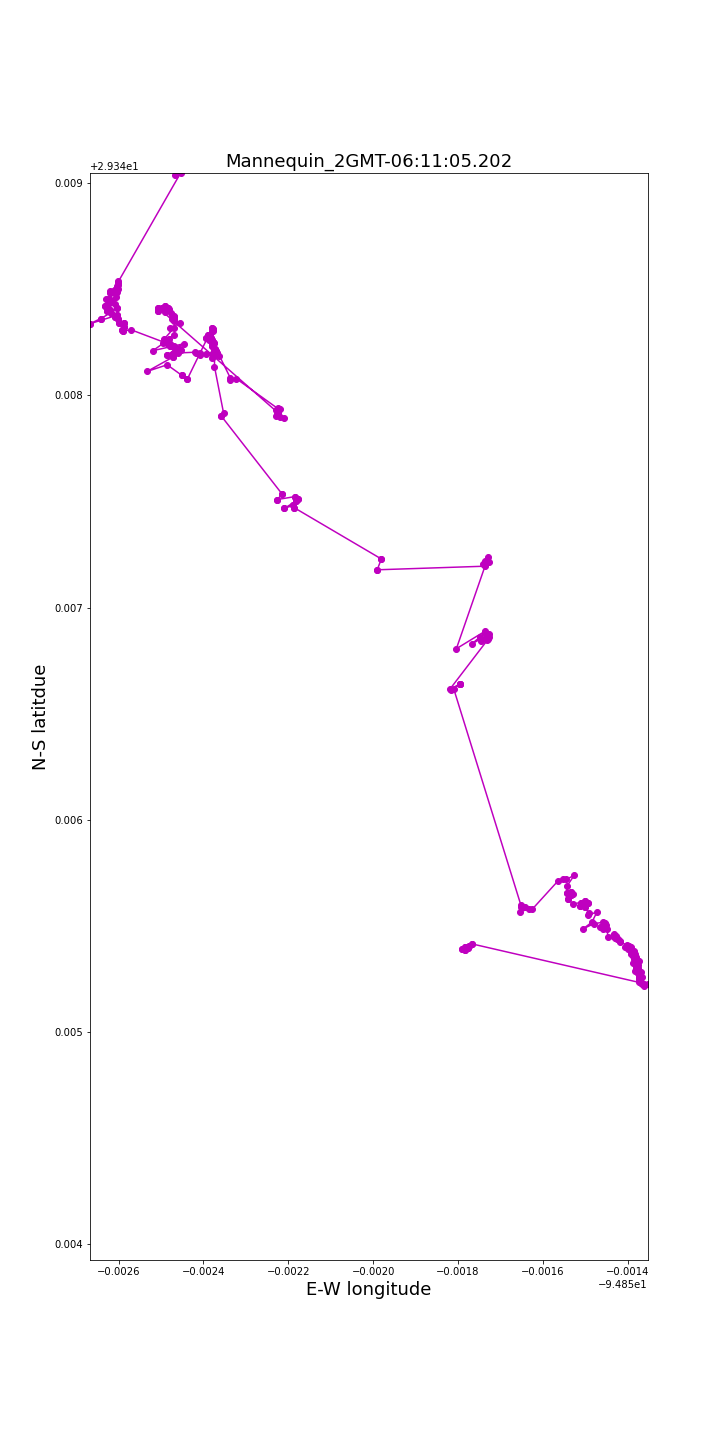 Mannequin_2GMT-06:11:05.202
+2.934e1
0.009
0.008
0.007
0.006
0.005
0.004
N-S latitdue
−0.0026 −0.0024 −0.0022 −0.0020 −0.0018 −0.0016 −0.0014
−9.485e1
E-W longitude